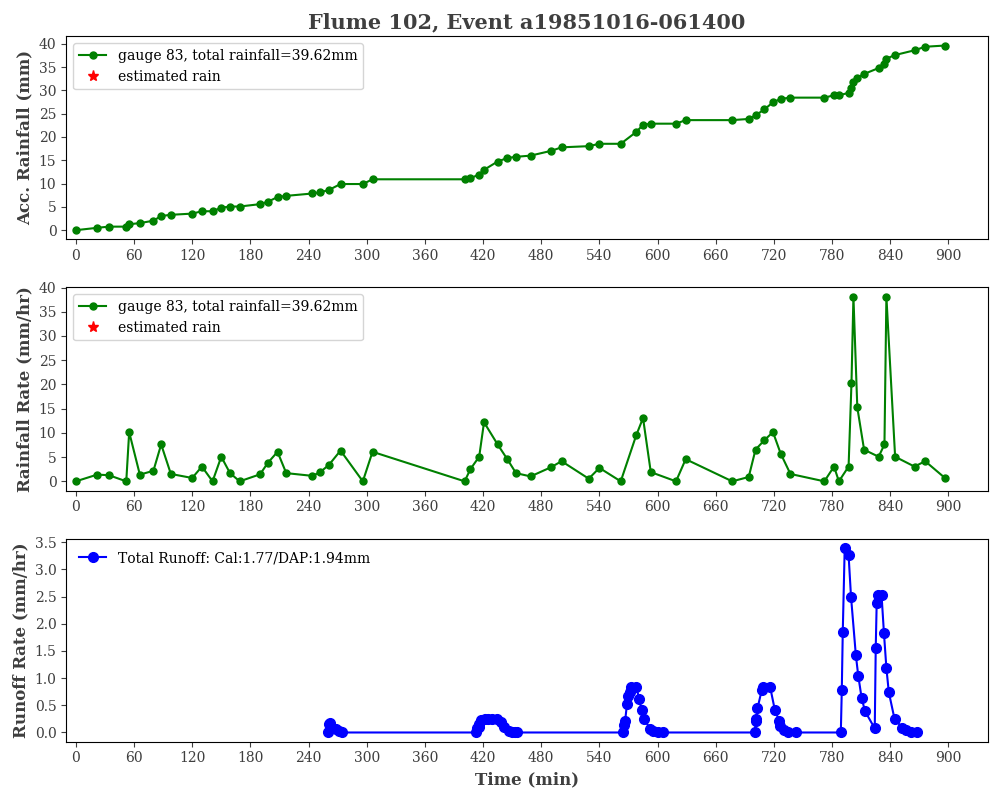 Flume 102, Event a19851016-061400
Acc. Rainfall (mm)
40
35
30
25
20
15
10
5
0
gauge 83, total rainfall=39.62mm
estimated rain
0 60 120 180 240 300 360 420 480 540 600 660 720 780 840 900
Rainfall Rate (mm/hr)
40
35
30
25
20
15
10
5
0
gauge 83, total rainfall=39.62mm
estimated rain
0 60 120 180 240 300 360 420 480 540 600 660 720 780 840 900
Runoff Rate (mm/hr)
3.5
3.0
2.5
2.0
1.5
1.0
0.5
0.0
Total Runoff: Cal:1.77/DAP:1.94mm
0 60 120 180 240 300 360 420 480 540 600 660 720 780 840 900
Time (min)